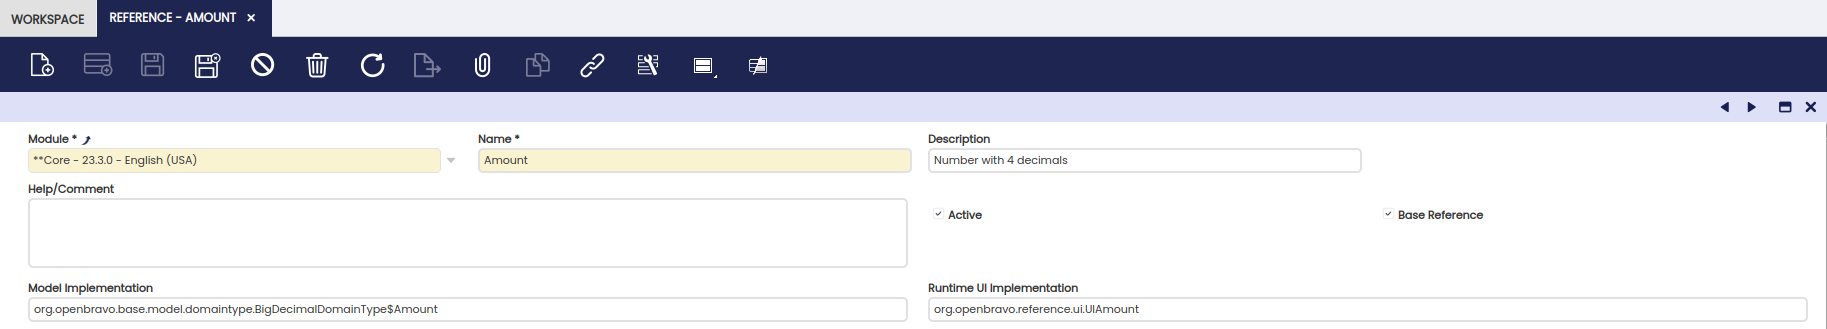 WORKSPACE REFERENCE - AMOUNT ×
Module * Name * Description
**Core - 23.3.0 - English (USA) Amount Number with 4 decimals
Help/Comment
Active Base Reference
Model Implementation Runtime UI Implementation
org.openbravo.base.model.domaintype.BigDecimalDomainType$Amount org.openbravo.reference.ui.UIAmount